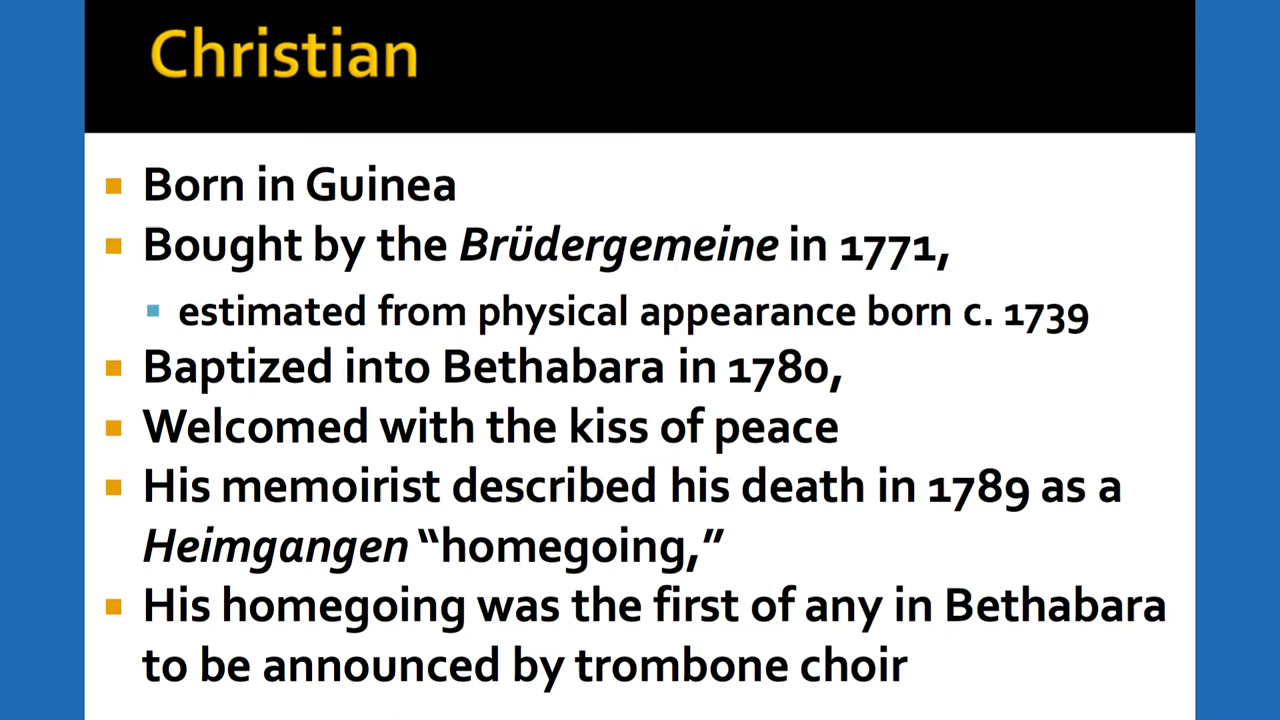 Christian
Born in Guinea
Bought by the Brüdergemeine in 1771,
estimated from physical appearance born c. 1739
Baptized into Bethabara in 1780,
Welcomed with the kiss of peace
His memoirist described his death in 1789 as a
Heimgangen “homegoing,”
His homegoing was the first of any in Bethabara
to be announced by trombone choir